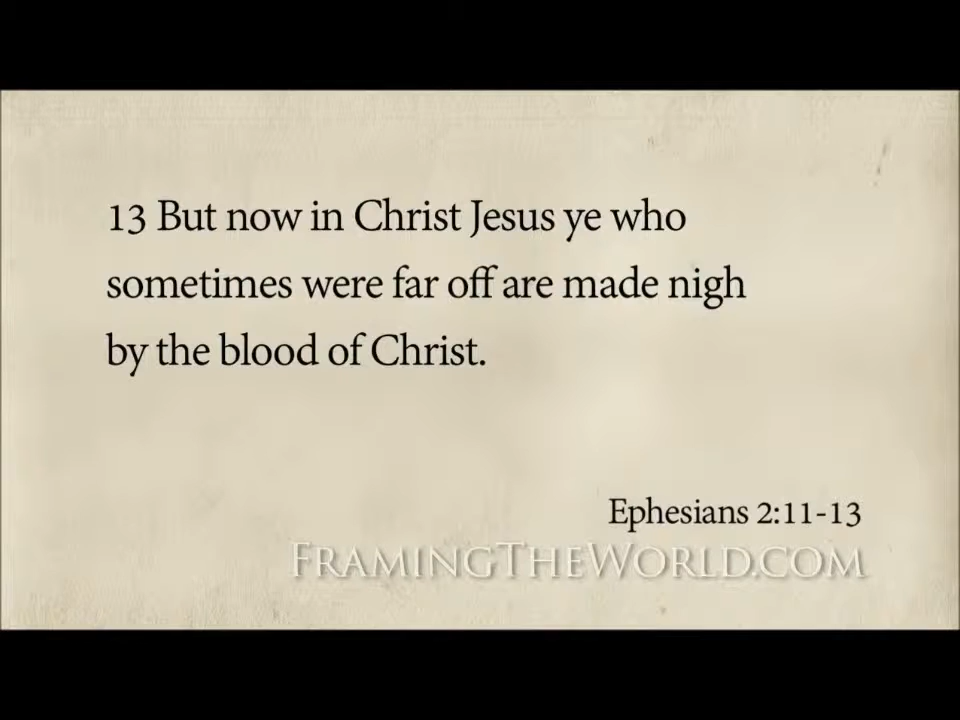 13 But now in Christ Jesus ye who
sometimes were far off are made nigh
by the blood of Christ.
Ephesians 2:11-13
FRAMINGTHEWORLD.COM